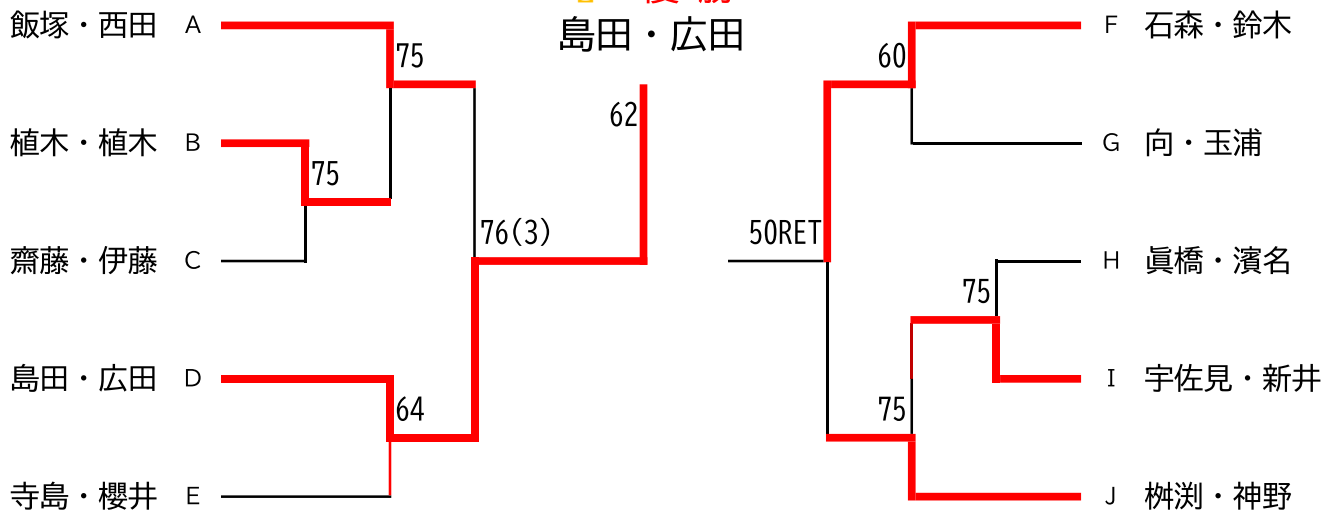 優勝
島田・広田
飯塚・西田 A
75
植木・植木 B
75
齋藤・伊藤 C
76(3)
島田・広田 D
64
寺島・櫻井 E
62
F 石森・鈴木
60
G 向・玉浦
50RET
H 眞橋・濱名
75
I 宇佐見・新井
75
J 桝渕・神野